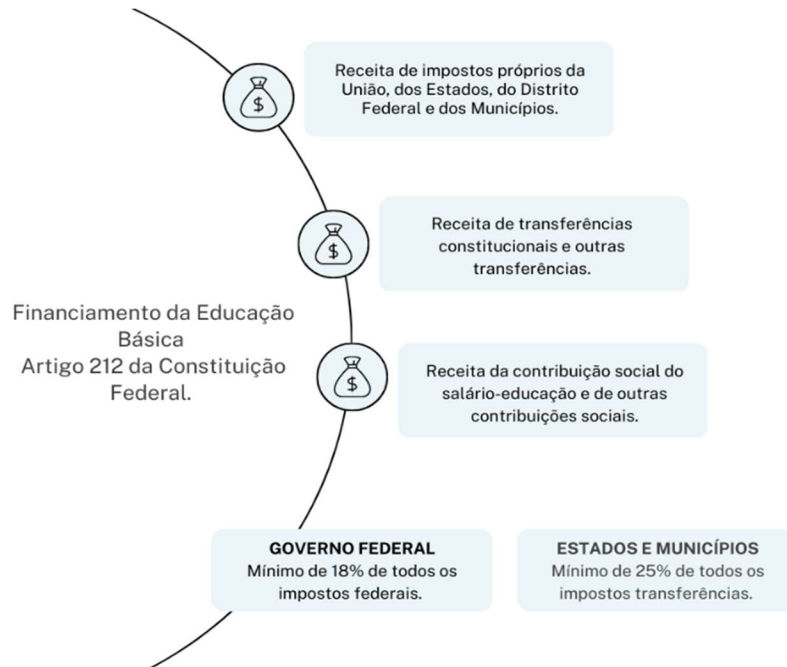 Receita de impostos próprios da
União, dos Estados, do Distrito
Federal e dos Municípios.
$
Receita de transferências
constitucionais e outras
transferências.
$
Financiamento da Educação
Básica
Artigo 212 da Constituição
Federal.
Receita da contribuição social do
salário-educação e de outras
contribuições sociais.
$
GOVERNO FEDERAL
Mínimo de 18% de todos os
impostos federais.
ESTADOS E MUNICÍPIOS
Mínimo de 25% de todos os
impostos transferências.